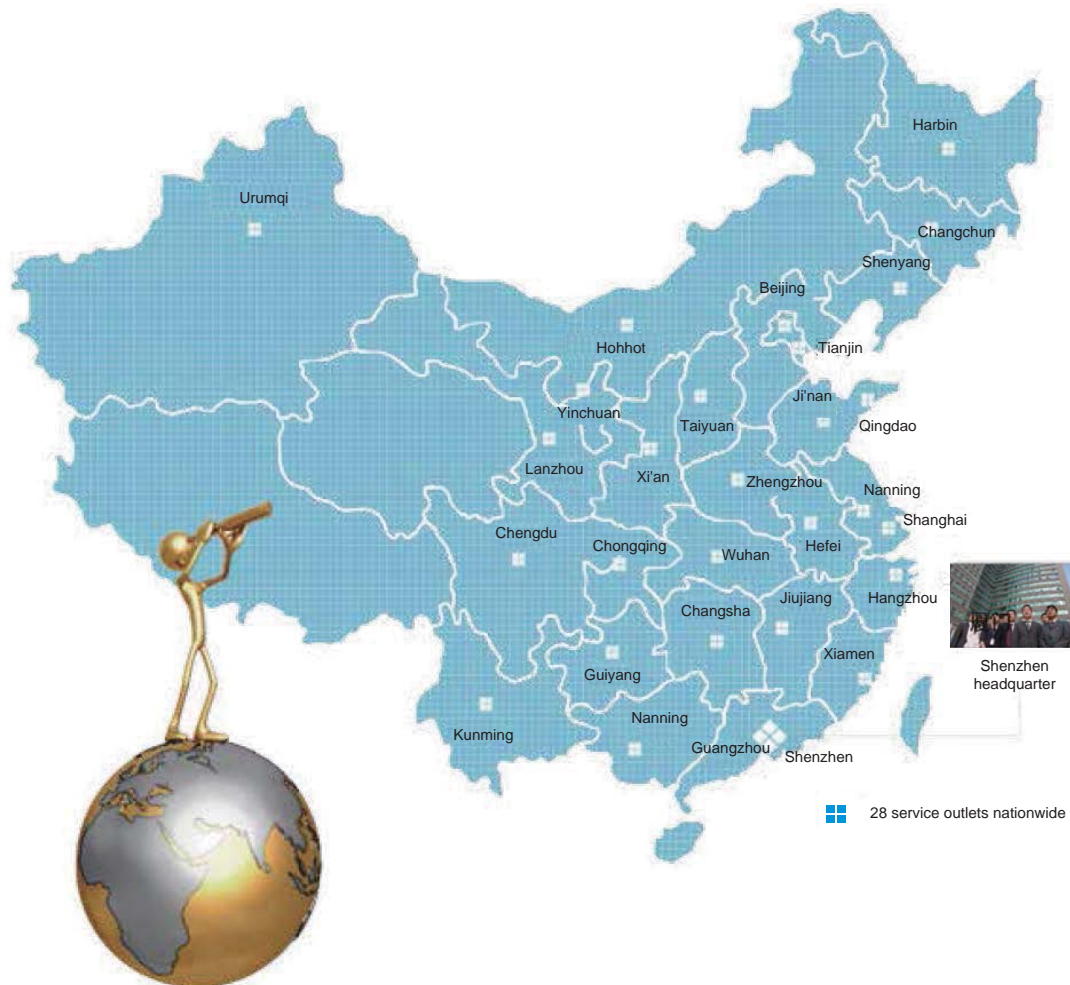 Harbin
Urumqi
Changchun
Shenyang
Beijing
Hohhot
Tianjin
Ji'nan
Yinchuan
Taiyuan
Qingdao
Lanzhou
Xi'an
Zhengzhou
Nanning
Shanghai
Chengdu
Chongqing
Wuhan
Hefei
Hangzhou
Changsha
Jiujiang
Xiamen
Shenzhen
headquarter
Guiyang
Nanning
Kunming
Guangzhou
Shenzhen
28 service outlets nationwide